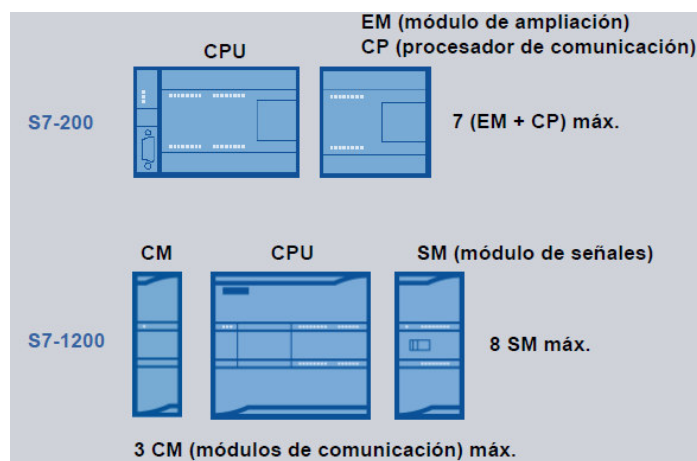 EM (módulo de ampliación)
CPU
CP (procesador de comunicación)
S7-200
7 (EM + CP) máx.
CM
CPU
SM (módulo de señales)
S7-1200
8 SM máx.
3 CM (módulos de comunicación) máx.